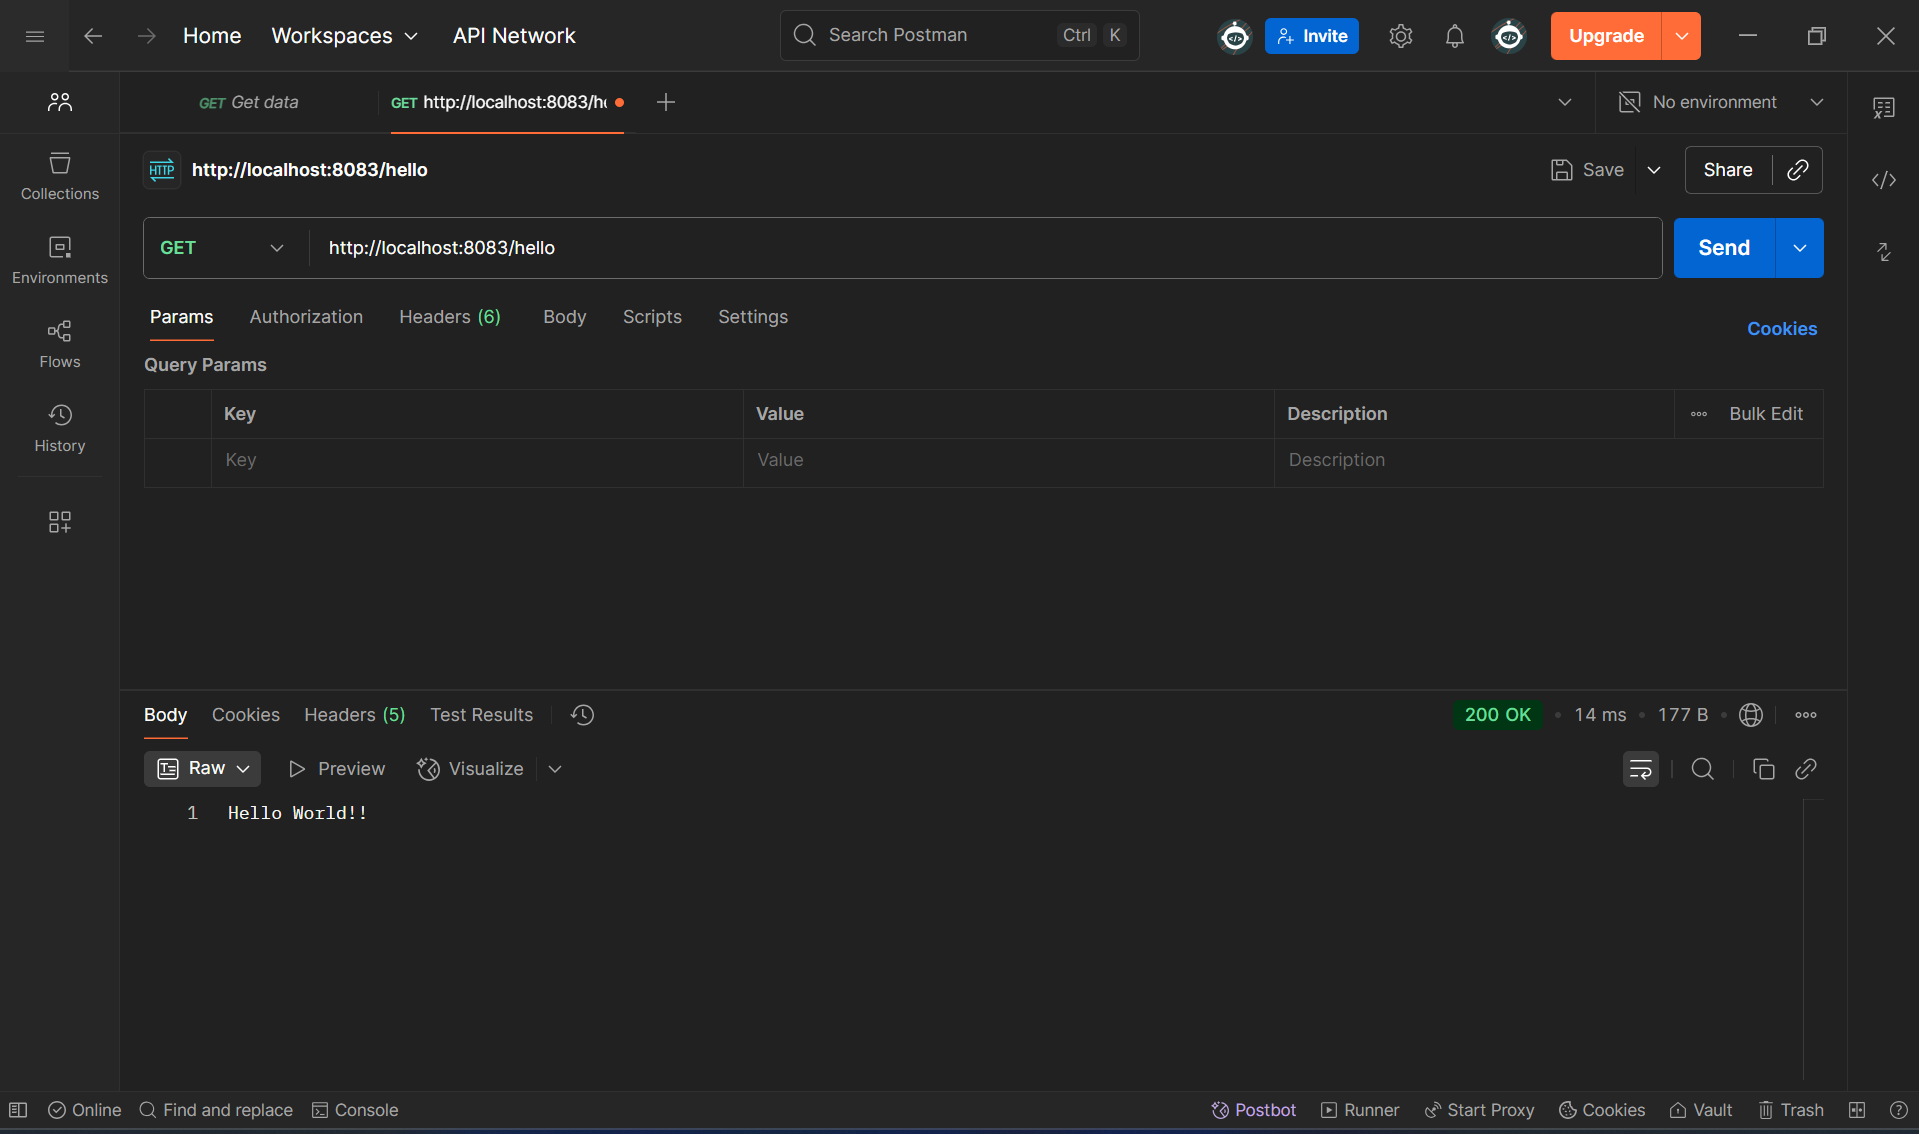 Home Workspaces API Network Search Postman Ctrl K Invite Upgrade
GET Get data GET http://localhost:8083/h No environment
HTTP http://localhost:8083/hello Save Share
Collections
GET http://localhost:8083/hello Send
Environments
Params Authorization Headers (6) Body Scripts Settings Cookies
Flows
Query Params
Key Value Description Bulk Edit
History
Key Value Description
Body Cookies Headers (5) Test Results 200 OK 14 ms 177 B
Raw Preview Visualize
1 Hello World!!
Online Find and replace Console Postbot Runner Start Proxy Cookies Vault Trash